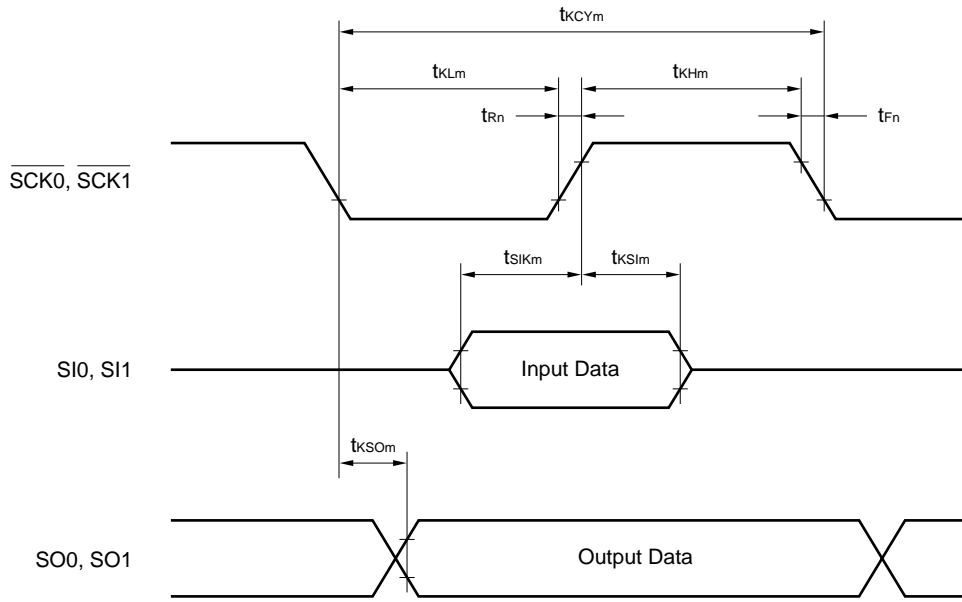 tKCYm
tKLm
tKHm
tRn
tFn
SCK0, SCK1
tSIKm
tKSIm
SI0, SI1
Input Data
tKSOm
SO0, SO1
Output Data